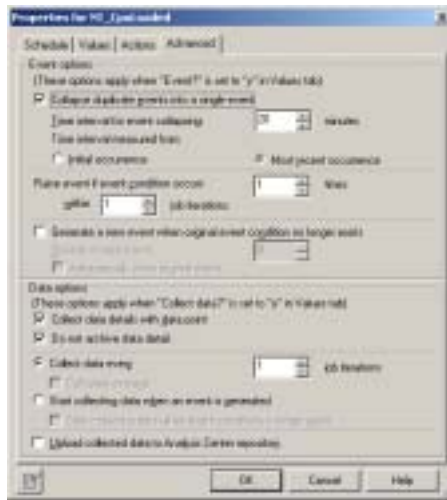 Properties for
Schedule Values Actions Advanced
Event options
(These options apply when "Event?" is set to "y" in Values tab)
Collapse duplicate events into a single event
Time interval for event collapsing: 20 minutes
Time interval measured from:
Initial occurrence Most recent occurrence
Raise event if event condition occurs 1 times
within 1 job iterations
Generate a new event when original event condition no longer exists
Data options
(These options apply when "Collect data?" is set to "y" in Values tab)
Collect data details with data point
Do not archive data detail
Collect data every 1 job iterations
Start collecting data when an event is generated
Upload collected data to Analysis Center repository
OK Cancel Help